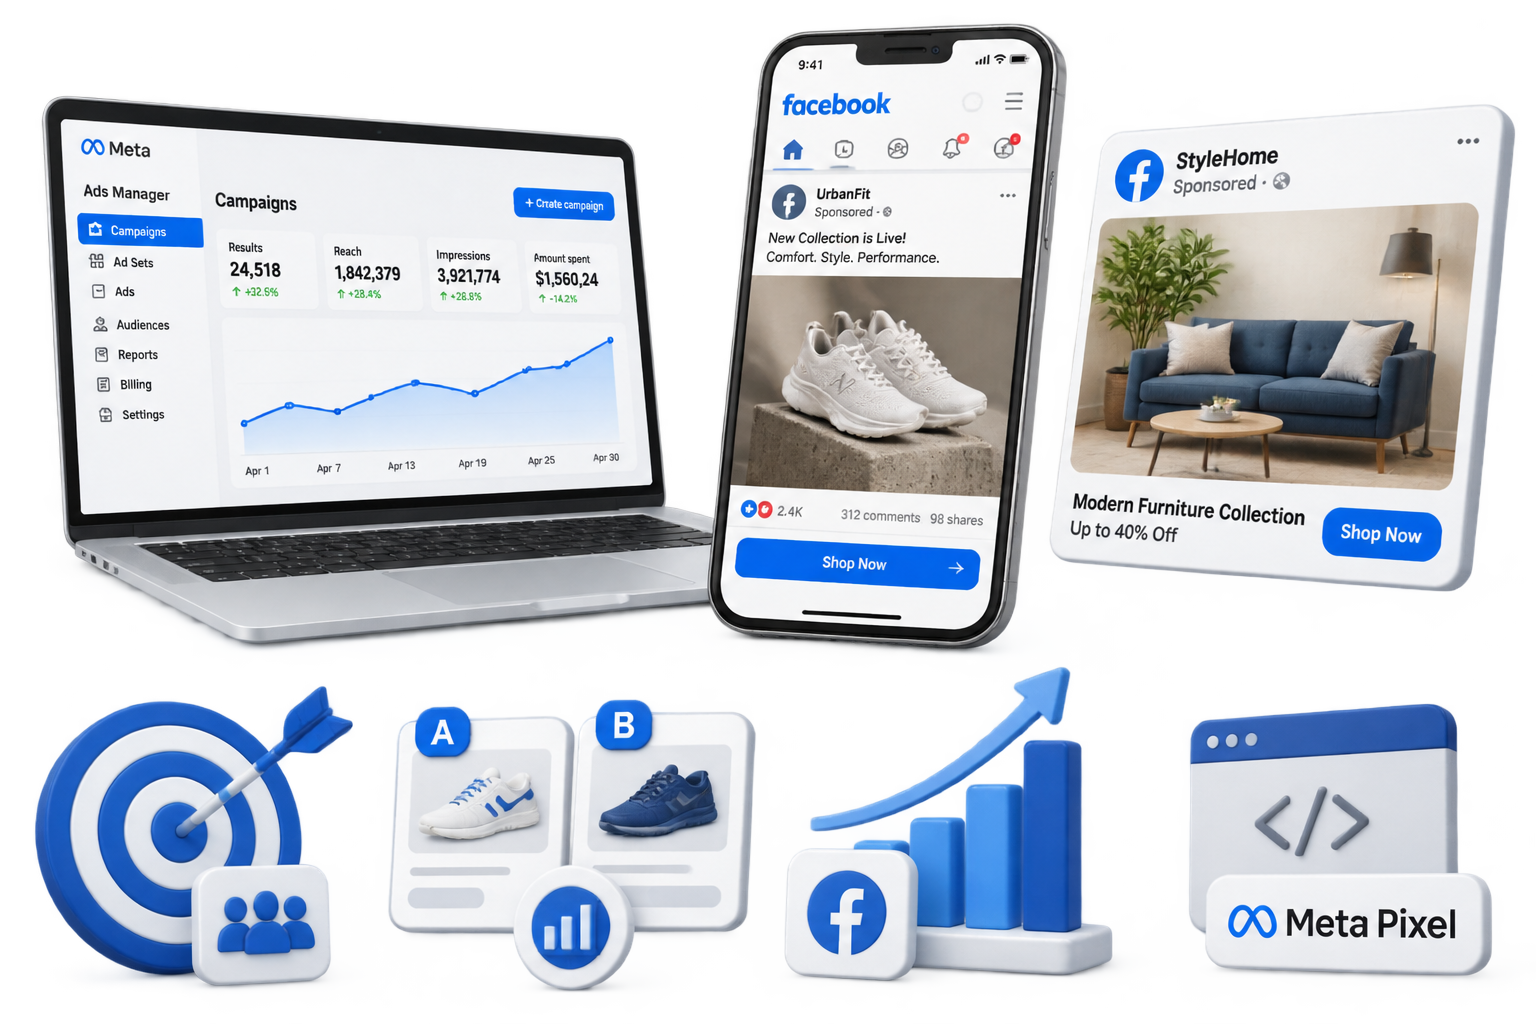 Meta
Ads Manager
Campaigns
Ad Sets
Ads
Audiences
Reports
Billing
Settings
Campaigns
+ Create campaign
Results
24,518
↑ +32.5%
Reach
1,842,379
↑ +28.4%
Impressions
3,921,774
↑ +28.8%
Amount spent
$1,560,24
↑ -14.2%
Apr 1
Apr 7
Apr 13
Apr 19
Apr 25
Apr 30
9:41
facebook
UrbanFit
Sponsored ·
New Collection is Live!
Comfort. Style. Performance.
N
2.4K
312 comments 98 shares
Shop Now →
StyleHome
Sponsored ·
Modern Furniture Collection
Up to 40% Off
Shop Now
A
B
</>
Meta Pixel